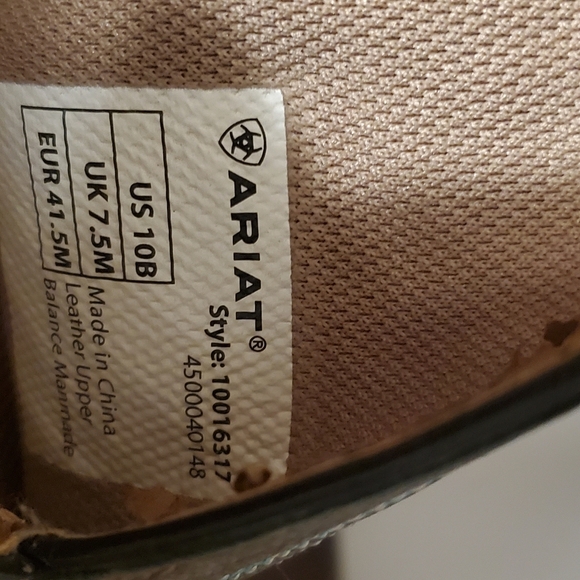 ARIAT®
Style: 10016317
4500040148
US 10B
UK 7.5M
EUR 41.5M
Made in China
Leather Upper
Balance Manmade